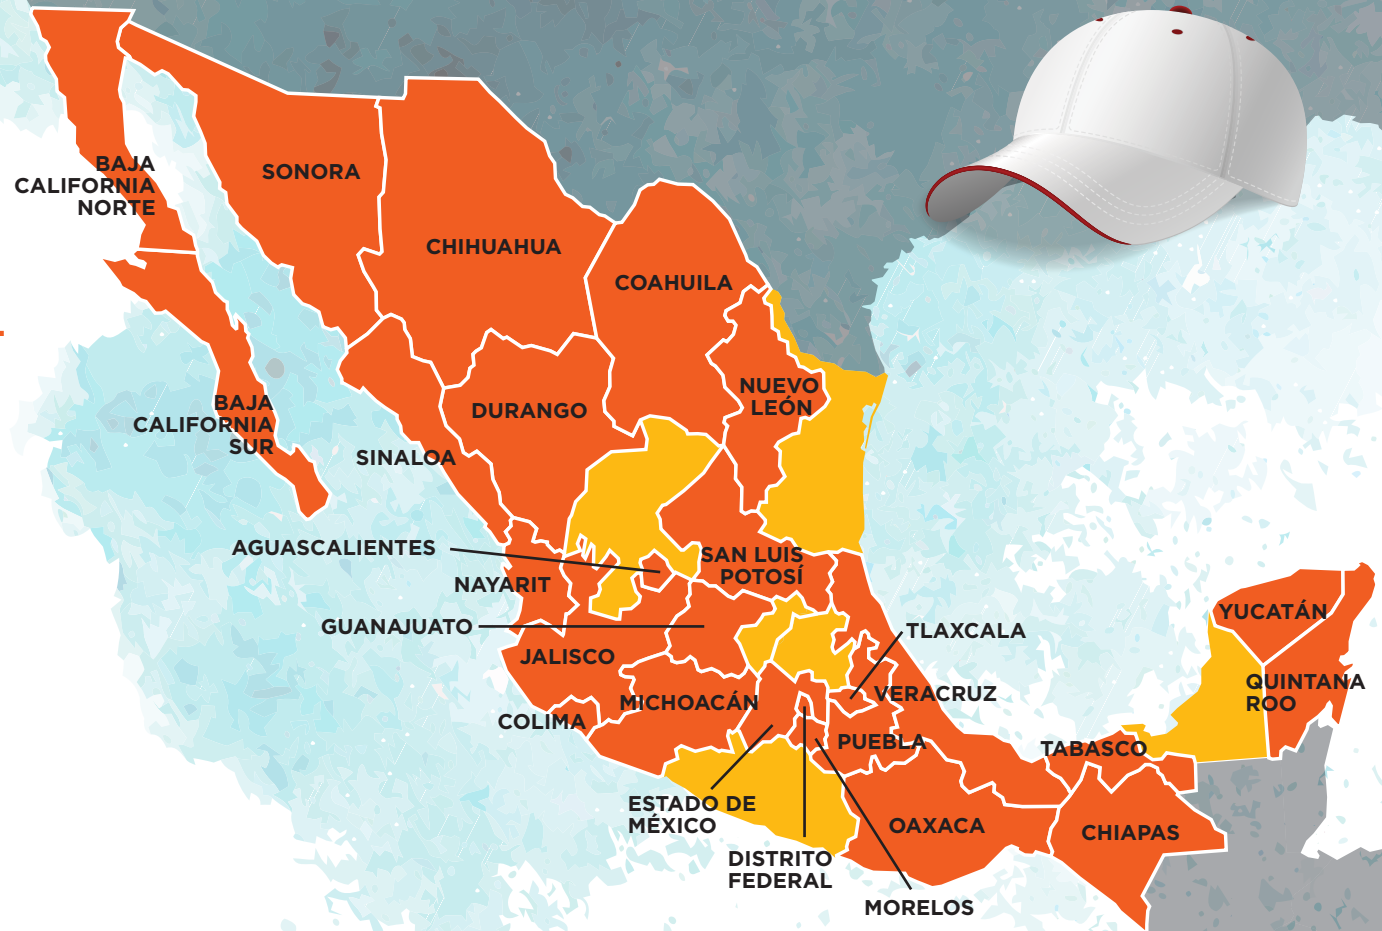 BAJA
CALIFORNIA
NORTE
SONORA
CHIHUAHUA
COAHUILA
NUEVO
LEÓN
BAJA
CALIFORNIA
SUR
DURANGO
SINALOA
AGUASCALIENTES
SAN LUIS
POTOSÍ
NAYARIT
GUANAJUATO
TLAXCALA
YUCATÁN
JALISCO
QUINTANA
ROO
MICHOACÁN
VERACRUZ
COLIMA
PUEBLA
TABASCO
ESTADO DE
MÉXICO
OAXACA
CHIAPAS
DISTRITO
FEDERAL
MORELOS